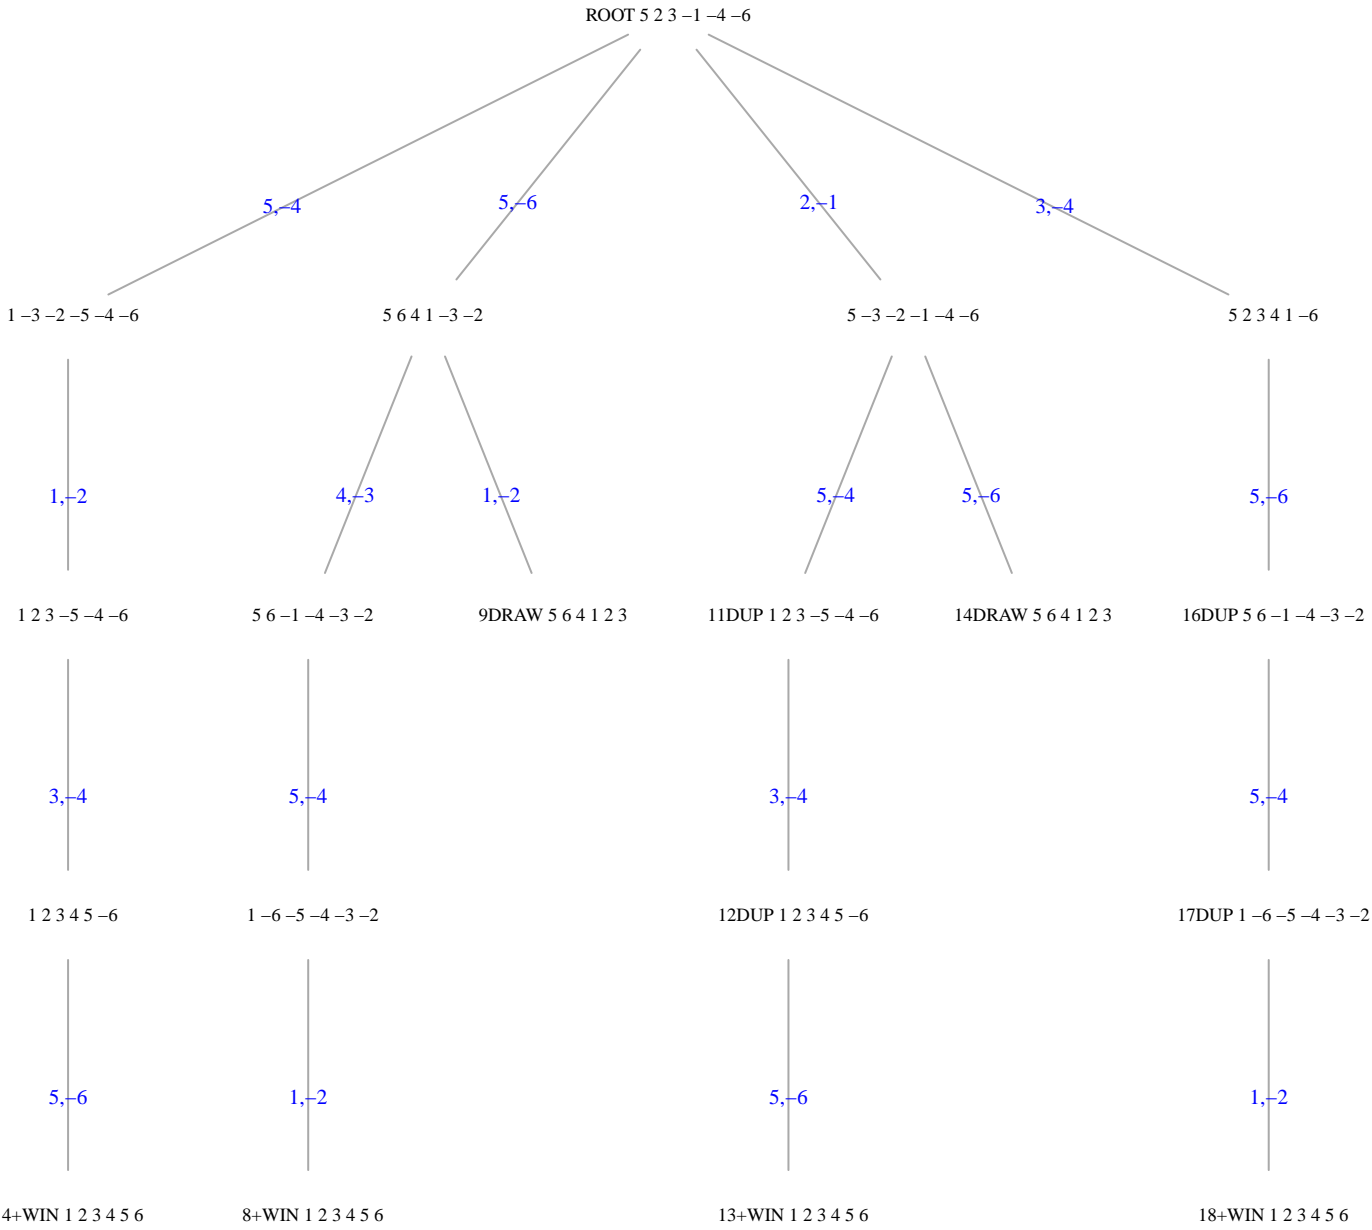 ROOT 5 2 3 –1 –4 –6
5,–4
5,–6
2,–1
3,–4
1 –3 –2 –5 –4 –6
5 6 4 1 –3 –2
5 –3 –2 –1 –4 –6
5 2 3 4 1 –6
1,–2
4,–3
1,–2
5,–4
5,–6
5,–6
1 2 3 –5 –4 –6
5 6 –1 –4 –3 –2
9DRAW 5 6 4 1 2 3
11DUP 1 2 3 –5 –4 –6
14DRAW 5 6 4 1 2 3
16DUP 5 6 –1 –4 –3 –2
3,–4
5,–4
3,–4
5,–4
1 2 3 4 5 –6
1 –6 –5 –4 –3 –2
12DUP 1 2 3 4 5 –6
17DUP 1 –6 –5 –4 –3 –2
5,–6
1,–2
5,–6
1,–2
4+WIN 1 2 3 4 5 6
8+WIN 1 2 3 4 5 6
13+WIN 1 2 3 4 5 6
18+WIN 1 2 3 4 5 6